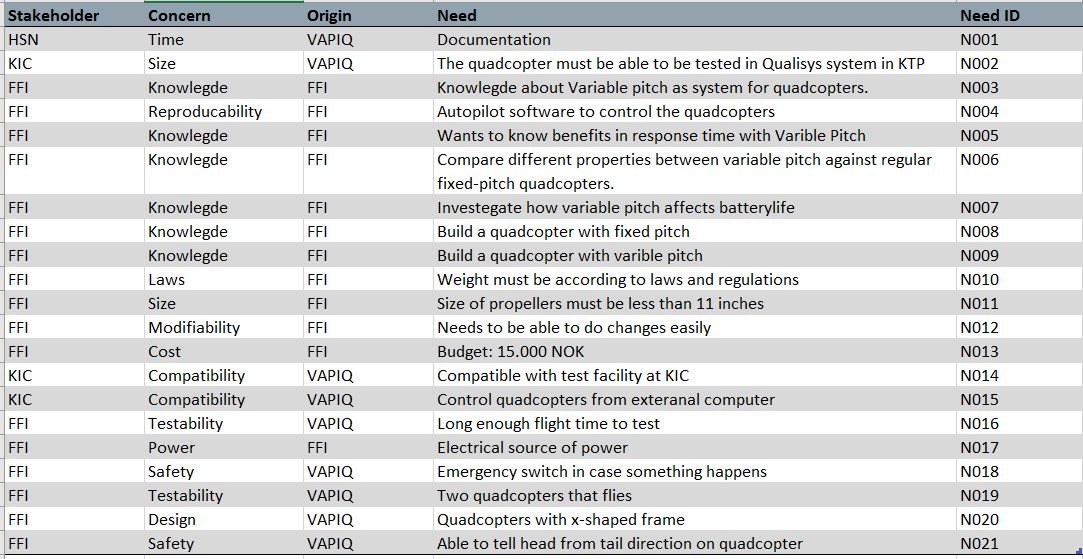 Stakeholder Concern Origin Need Need ID
HSN Time VAPIQ Documentation N001
KIC Size VAPIQ The quadcopter must be able to be tested in Qualisys system in KTP N002
FFI Knowlegde FFI Knowlegde about Variable pitch as system for quadcopters. N003
FFI Reproducability FFI Autopilot software to control the quadcopters N004
FFI Knowlegde FFI Wants to know benefits in response time with Varible Pitch N005
FFI Knowlegde FFI Compare different properties between variable pitch against regular N006
fixed-pitch quadcopters.
FFI Knowlegde FFI Investegate how variable pitch affects batterylife N007
FFI Knowlegde FFI Build a quadcopter with fixed pitch N008
FFI Knowlegde FFI Build a quadcopter with varible pitch N009
FFI Laws FFI Weight must be according to laws and regulations N010
FFI Size FFI Size of propellers must be less than 11 inches N011
FFI Modifiability FFI Needs to be able to do changes easily N012
FFI Cost FFI Budget: 15.000 NOK N013
KIC Compatibility VAPIQ Compatible with test facility at KIC N014
KIC Compatibility VAPIQ Control quadcopters from exteranal computer N015
FFI Testability VAPIQ Long enough flight time to test N016
FFI Power FFI Electrical source of power N017
FFI Safety VAPIQ Emergency switch in case something happens N018
FFI Testability VAPIQ Two quadcopters that flies N019
FFI Design VAPIQ Quadcopters with x-shaped frame N020
FFI Safety VAPIQ Able to tell head from tail direction on quadcopter N021